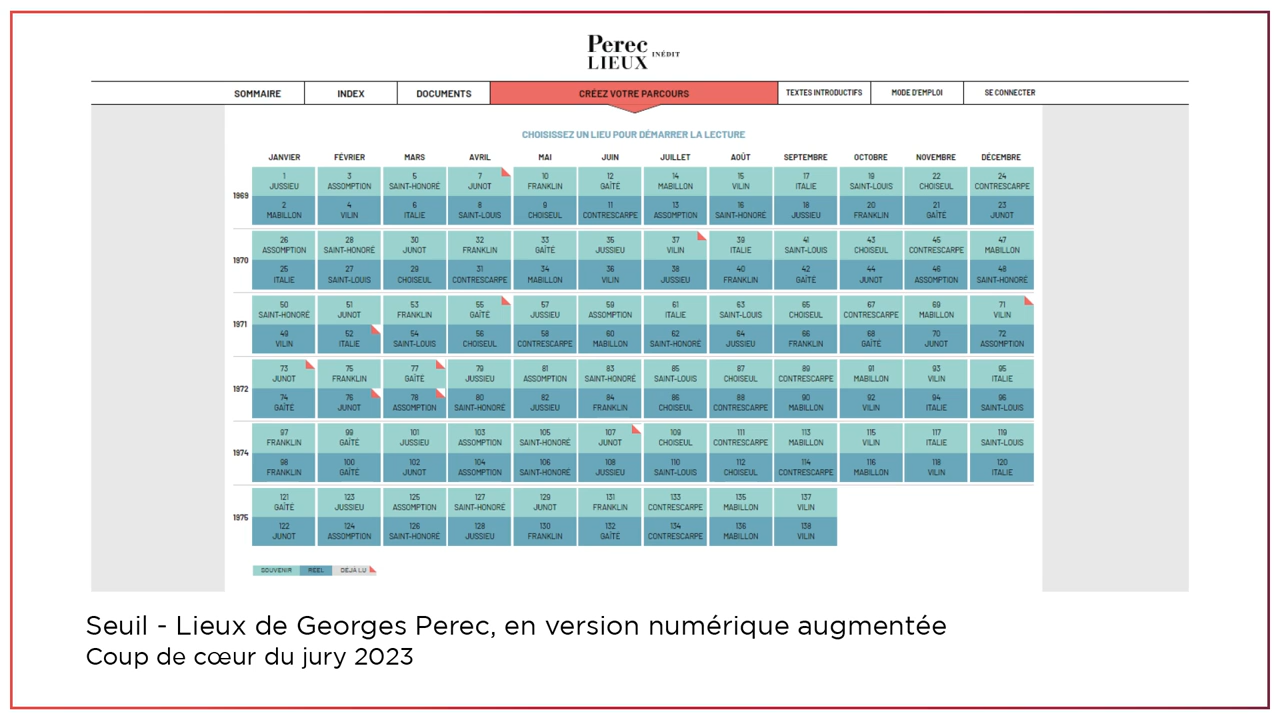 Perec
LIEUX INÉDIT
SOMMAIRE INDEX DOCUMENTS CRÉEZ VOTRE PARCOURS TEXTES INTRODUCTIFS MODE D'EMPLOI SE CONNECTER
CHOISISSEZ UN LIEU POUR DÉMARRER LA LECTURE
JANVIER FÉVRIER MARS AVRIL MAI JUIN JUILLET AOÛT SEPTEMBRE OCTOBRE NOVEMBRE DÉCEMBRE
1969
1 3 5 7 10 12 14 15 17 19 22 24
JUSSIEU ASSOMPTION SAINT-HONORÉ JUNOT FRANKLIN GAÎTÉ MABILLON VILIN ITALIE SAINT-LOUIS CHOISEUL CONTRESCARPE
2 4 6 8 9 11 13 16 18 20 21 23
MABILLON VILIN ITALIE SAINT-LOUIS CHOISEUL CONTRESCARPE ASSOMPTION SAINT-HONORÉ JUSSIEU FRANKLIN GAÎTÉ JUNOT
1970
26 28 30 32 33 35 37 39 41 43 45 47
ASSOMPTION SAINT-HONORÉ JUNOT FRANKLIN GAÎTÉ JUSSIEU VILIN ITALIE SAINT-LOUIS CHOISEUL CONTRESCARPE MABILLON
25 27 29 31 34 36 38 40 42 44 46 48
ITALIE SAINT-LOUIS CHOISEUL CONTRESCARPE MABILLON VILIN JUSSIEU FRANKLIN GAÎTÉ JUNOT ASSOMPTION SAINT-HONORÉ
1971
50 51 53 55 57 59 61 63 65 67 69 71
SAINT-HONORÉ JUNOT FRANKLIN GAÎTÉ JUSSIEU ASSOMPTION ITALIE SAINT-LOUIS CHOISEUL CONTRESCARPE MABILLON VILIN
49 52 54 56 58 60 62 64 66 68 70 72
VILIN ITALIE SAINT-LOUIS CHOISEUL CONTRESCARPE MABILLON SAINT-HONORÉ JUSSIEU FRANKLIN GAÎTÉ JUNOT ASSOMPTION
1972
73 75 77 79 81 83 85 87 89 91 93 95
JUNOT FRANKLIN GAÎTÉ JUSSIEU ASSOMPTION SAINT-HONORÉ SAINT-LOUIS CHOISEUL CONTRESCARPE MABILLON VILIN ITALIE
74 76 78 80 82 84 86 88 90 92 94 96
GAÎTÉ JUNOT ASSOMPTION SAINT-HONORÉ JUSSIEU FRANKLIN CHOISEUL CONTRESCARPE MABILLON VILIN ITALIE SAINT-LOUIS
1974
97 99 101 103 105 107 109 111 113 115 117 119
FRANKLIN GAÎTÉ JUSSIEU ASSOMPTION SAINT-HONORÉ JUNOT CHOISEUL CONTRESCARPE MABILLON VILIN ITALIE SAINT-LOUIS
98 100 102 104 106 108 110 112 114 116 118 120
FRANKLIN GAÎTÉ JUNOT ASSOMPTION SAINT-HONORÉ JUSSIEU SAINT-LOUIS CHOISEUL CONTRESCARPE MABILLON VILIN ITALIE
1975
121 123 125 127 129 131 133 135 137
GAÎTÉ JUSSIEU ASSOMPTION SAINT-HONORÉ JUNOT FRANKLIN CONTRESCARPE MABILLON VILIN
122 124 126 128 130 132 134 136 138
JUNOT ASSOMPTION SAINT-HONORÉ JUSSIEU FRANKLIN GAÎTÉ CONTRESCARPE MABILLON VILIN
SOUVENIR RÉEL DÉJÀ LU
Seuil - Lieux de Georges Perec, en version numérique augmentée
Coup de cœur du jury 2023